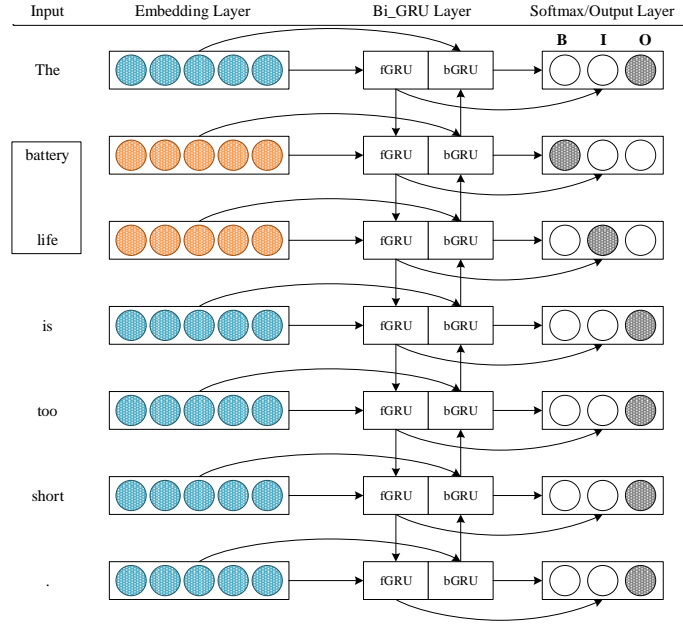 Input Embedding Layer Bi_GRU Layer Softmax/Output Layer
B I O
The fGRU bGRU
battery fGRU bGRU
life fGRU bGRU
is fGRU bGRU
too fGRU bGRU
short fGRU bGRU
. fGRU bGRU